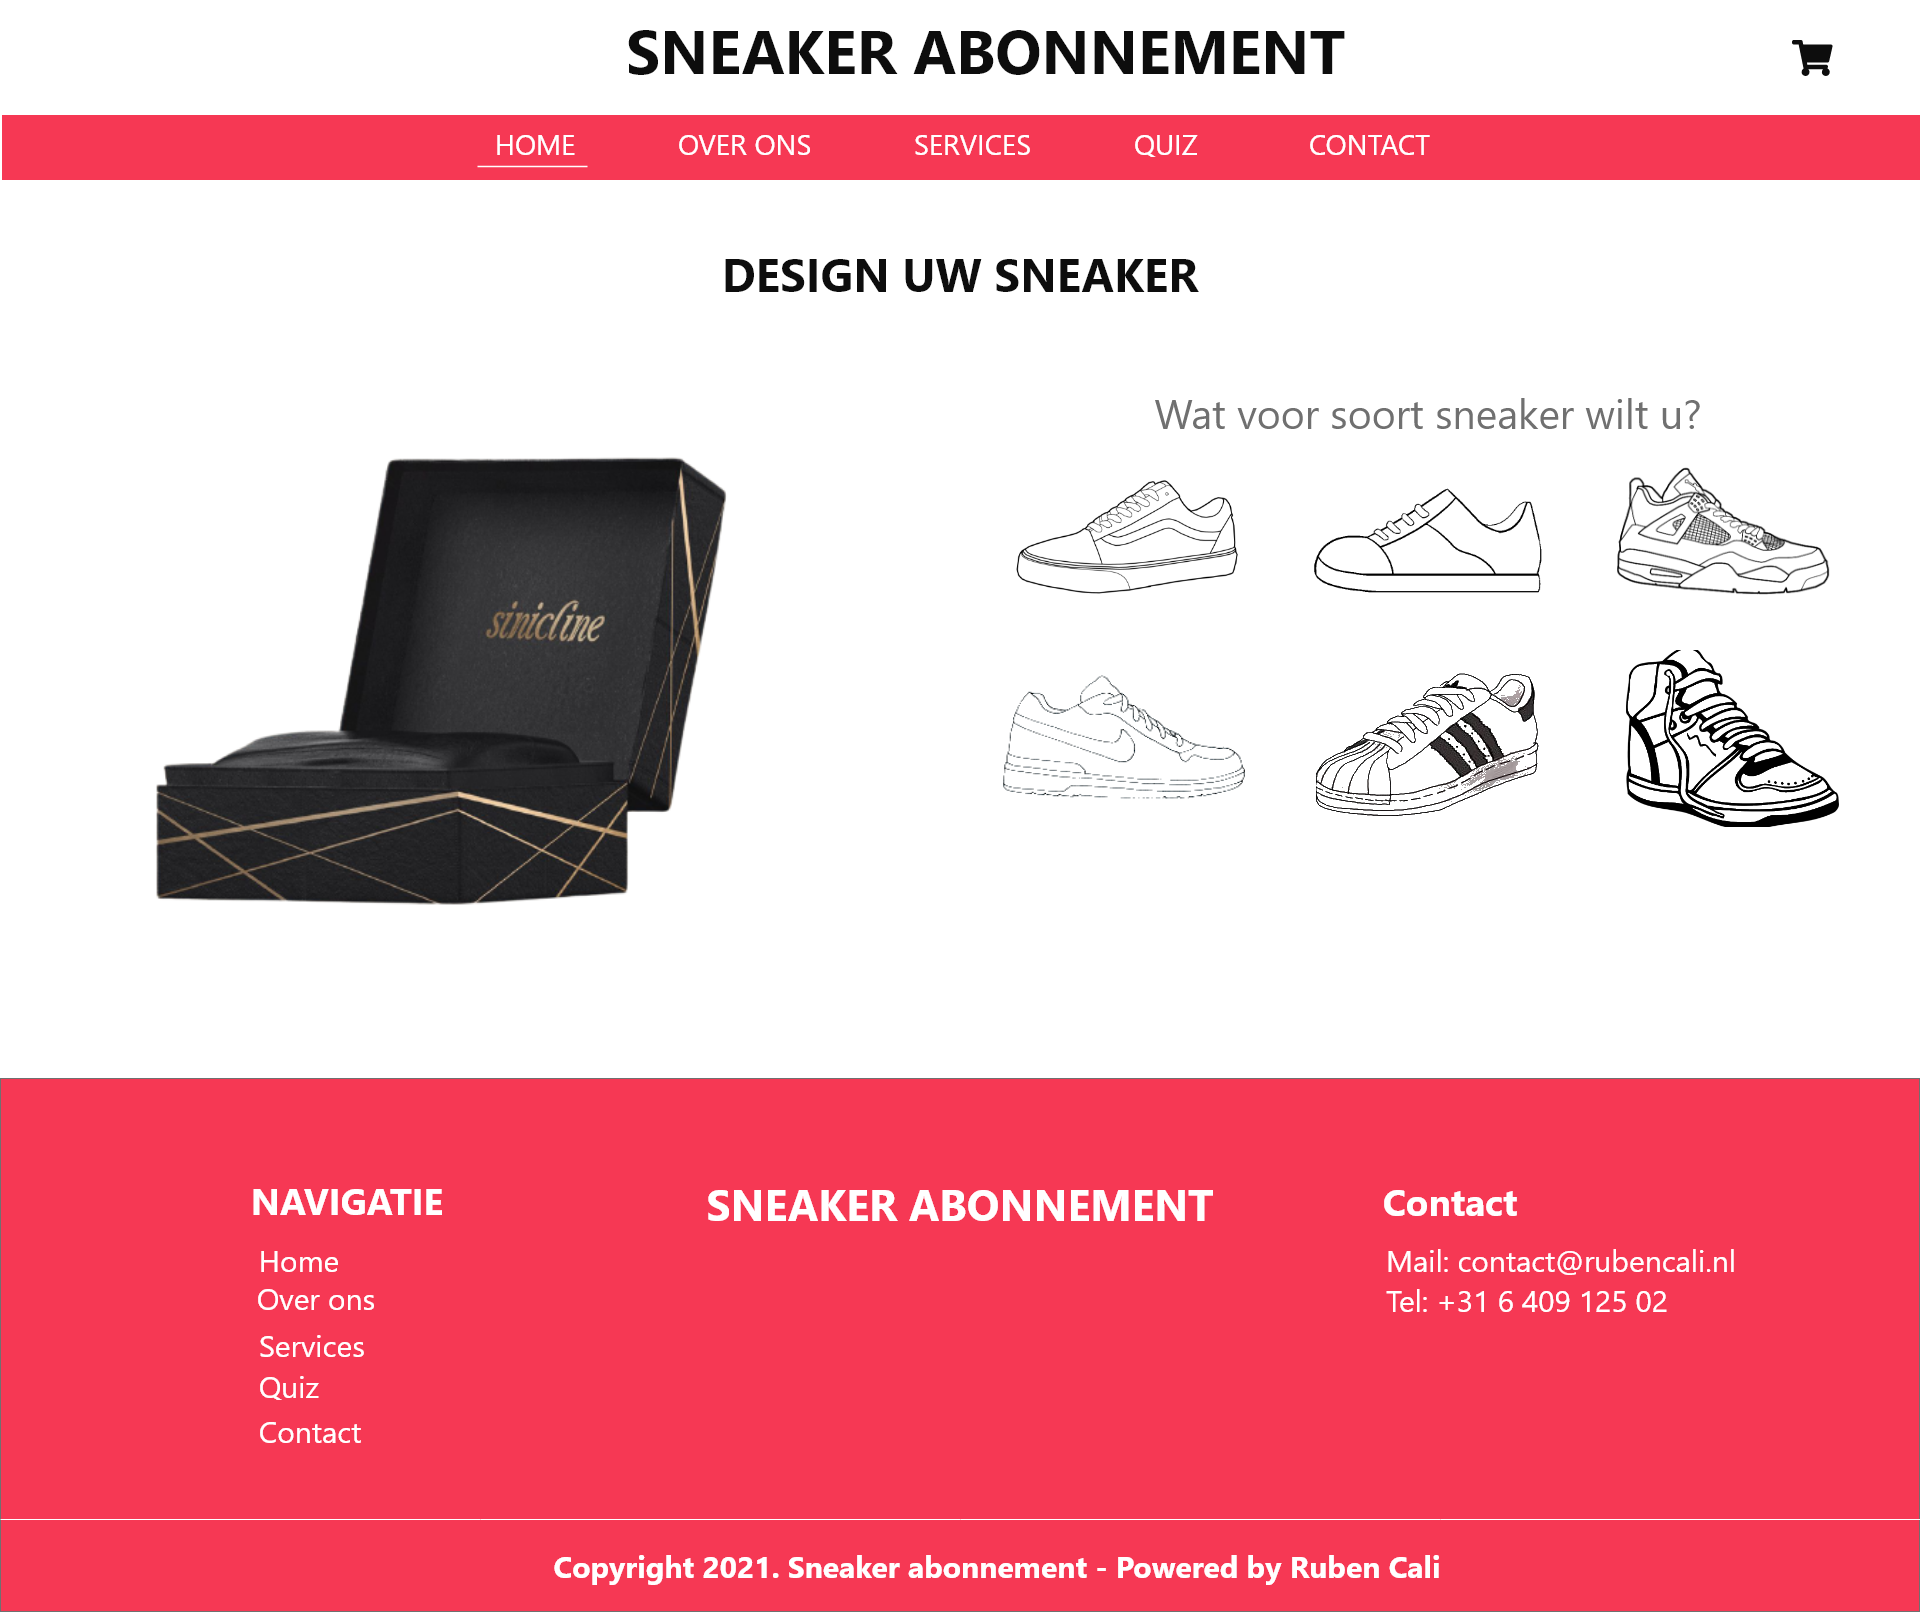 SNEAKER ABONNEMENT
HOME OVER ONS SERVICES QUIZ CONTACT
DESIGN UW SNEAKER
Wat voor soort sneaker wilt u?
sinicline
NAVIGATIE
Home
Over ons
Services
Quiz
Contact
SNEAKER ABONNEMENT
Contact
Mail: contact@rubencali.nl
Tel: +31 6 409 125 02
Copyright 2021. Sneaker abonnement - Powered by Ruben Cali